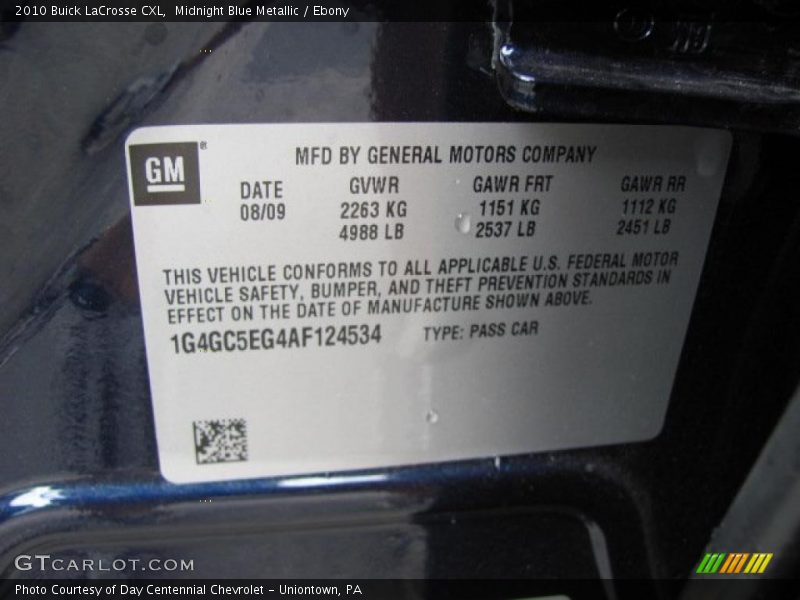 2010 Buick LaCrosse CXL, Midnight Blue Metallic / Ebony
GM®
MFD BY GENERAL MOTORS COMPANY
DATE GVWR GAWR FRT GAWR RR
08/09 2263 KG 1151 KG 1112 KG
4988 LB 2537 LB 2451 LB
THIS VEHICLE CONFORMS TO ALL APPLICABLE U.S. FEDERAL MOTOR
VEHICLE SAFETY, BUMPER, AND THEFT PREVENTION STANDARDS IN
EFFECT ON THE DATE OF MANUFACTURE SHOWN ABOVE.
1G4GC5EG4AF124534 TYPE: PASS CAR
GTCARLOT.COM
Photo Courtesy of Day Centennial Chevrolet - Uniontown, PA